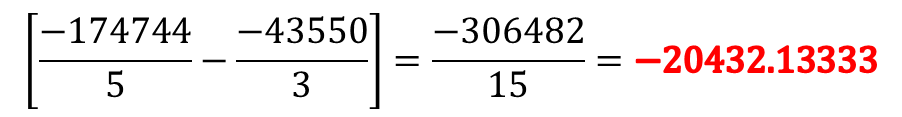 [-174744/5 - -43550/3] = -306482/15 = -20432.13333